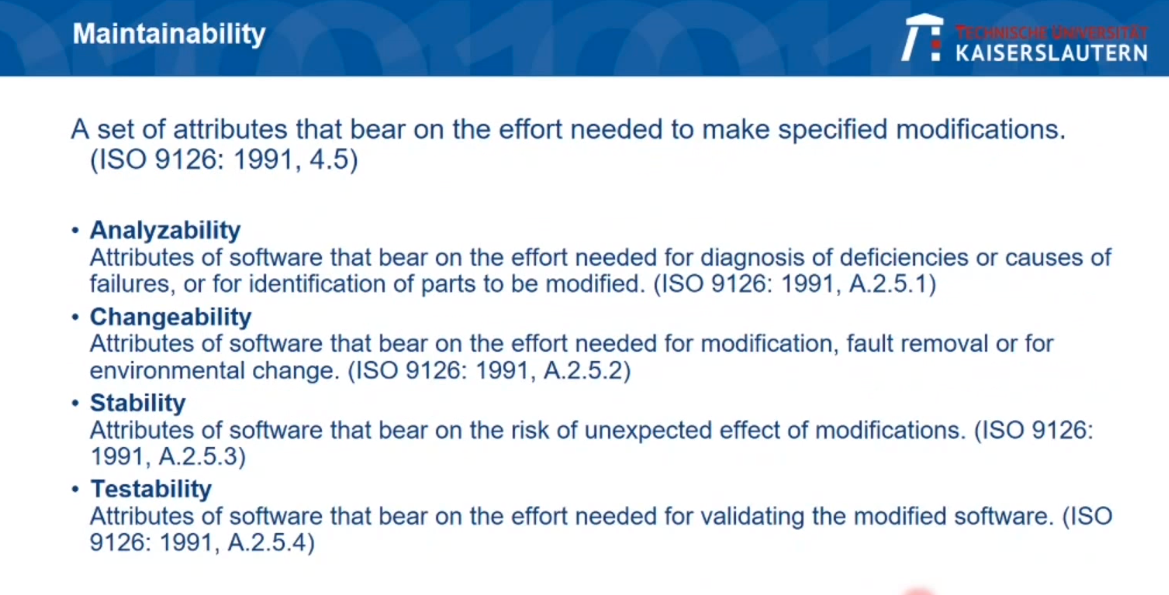 Maintainability
TECHNISCHE UNIVERSITÄT
KAISERSLAUTERN
A set of attributes that bear on the effort needed to make specified modifications.
(ISO 9126: 1991, 4.5)
• Analyzability
Attributes of software that bear on the effort needed for diagnosis of deficiencies or causes of
failures, or for identification of parts to be modified. (ISO 9126: 1991, A.2.5.1)
• Changeability
Attributes of software that bear on the effort needed for modification, fault removal or for
environmental change. (ISO 9126: 1991, A.2.5.2)
• Stability
Attributes of software that bear on the risk of unexpected effect of modifications. (ISO 9126:
1991, A.2.5.3)
• Testability
Attributes of software that bear on the effort needed for validating the modified software. (ISO
9126: 1991, A.2.5.4)